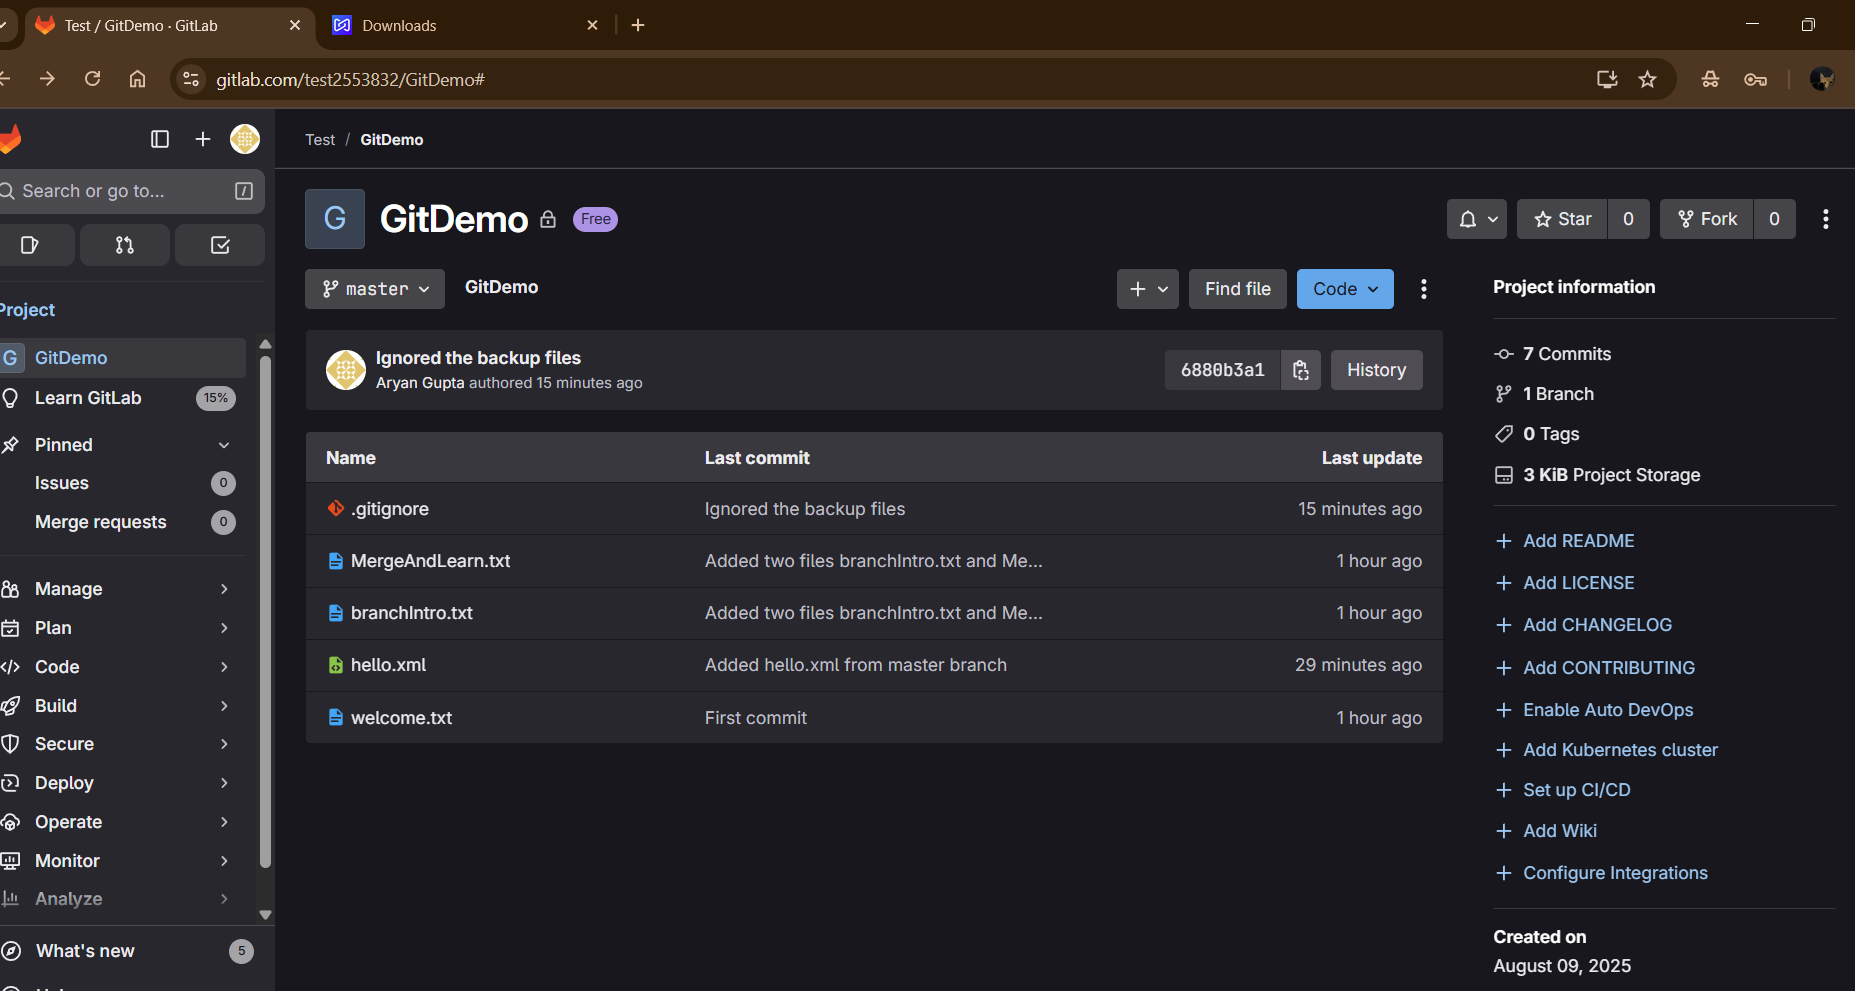 Test / GitDemo · GitLab
Downloads
gitlab.com/test2553832/GitDemo#
Test / GitDemo
Search or go to...
G GitDemo Free
Star 0
Fork 0
master
GitDemo
Find file
Code
Project information
Project
G GitDemo
Learn GitLab 15%
Pinned
Issues 0
Merge requests 0
Manage
Plan
Code
Build
Secure
Deploy
Operate
Monitor
Analyze
What's new 5
Ignored the backup files
Aryan Gupta authored 15 minutes ago
6880b3a1
History
Name Last commit Last update
.gitignore Ignored the backup files 15 minutes ago
MergeAndLearn.txt Added two files branchIntro.txt and Me... 1 hour ago
branchIntro.txt Added two files branchIntro.txt and Me... 1 hour ago
hello.xml Added hello.xml from master branch 29 minutes ago
welcome.txt First commit 1 hour ago
7 Commits
1 Branch
0 Tags
3 KiB Project Storage
Add README
Add LICENSE
Add CHANGELOG
Add CONTRIBUTING
Enable Auto DevOps
Add Kubernetes cluster
Set up CI/CD
Add Wiki
Configure Integrations
Created on
August 09, 2025